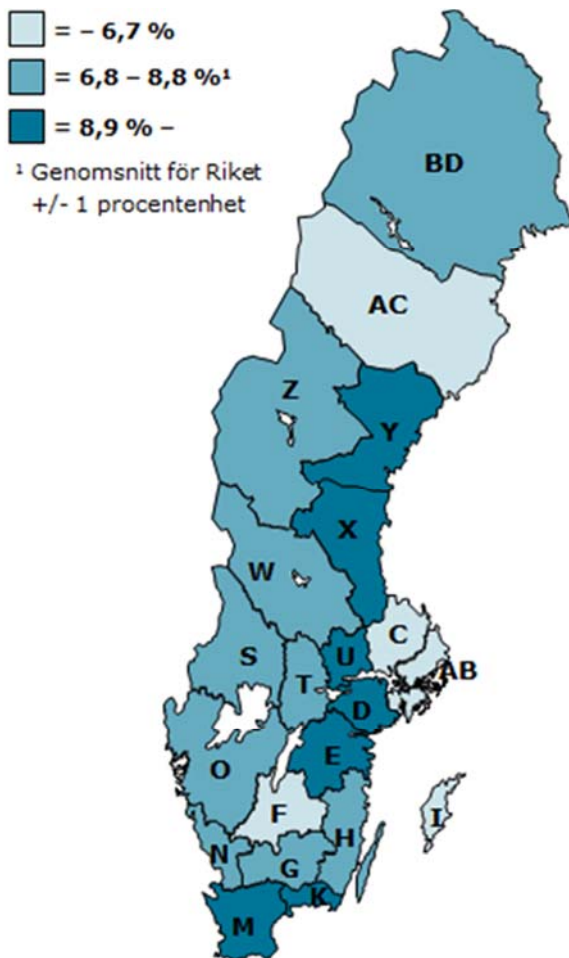 = – 6,7 %
= 6,8 – 8,8 %¹
= 8,9 % –
¹ Genomsnitt för Riket
+/- 1 procentenhet
BD
AC
Z
Y
X
W
C
S
U
AB
T
D
E
O
F
I
H
N
G
K
M